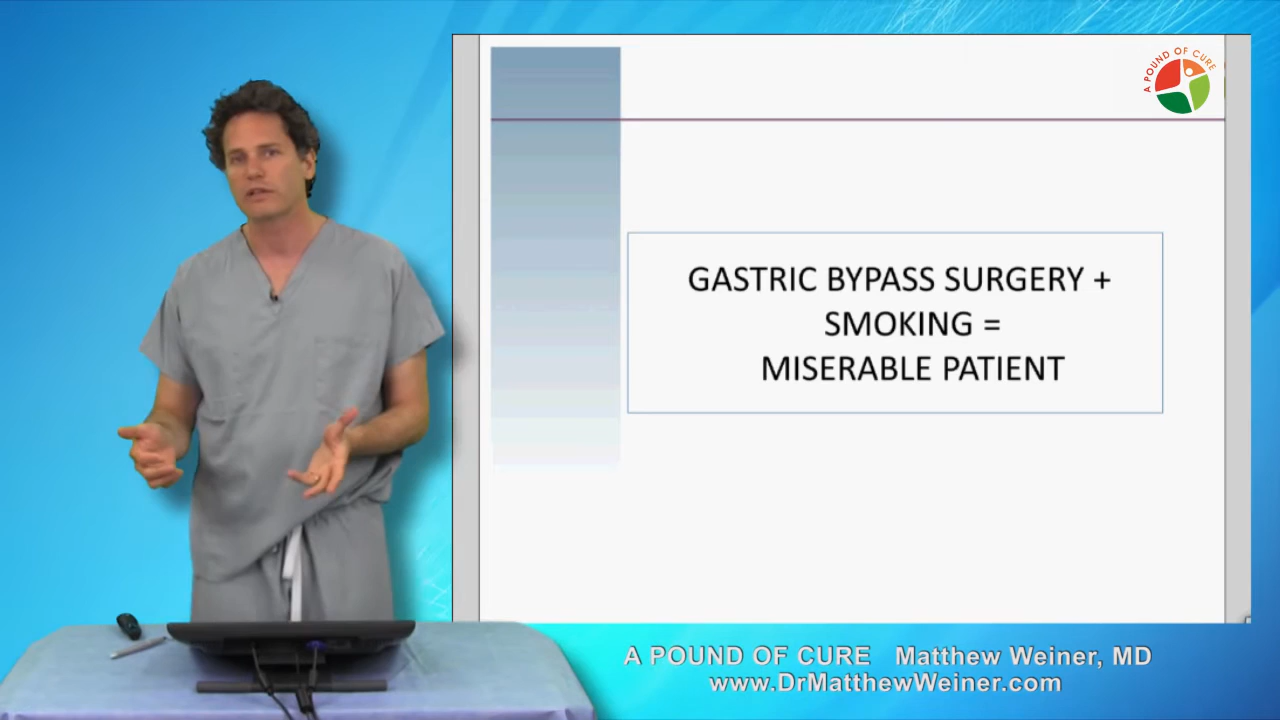 A POUND OF CURE
GASTRIC BYPASS SURGERY +
SMOKING =
MISERABLE PATIENT
A POUND OF CURE Matthew Weiner, MD
www.DrMatthewWeiner.com